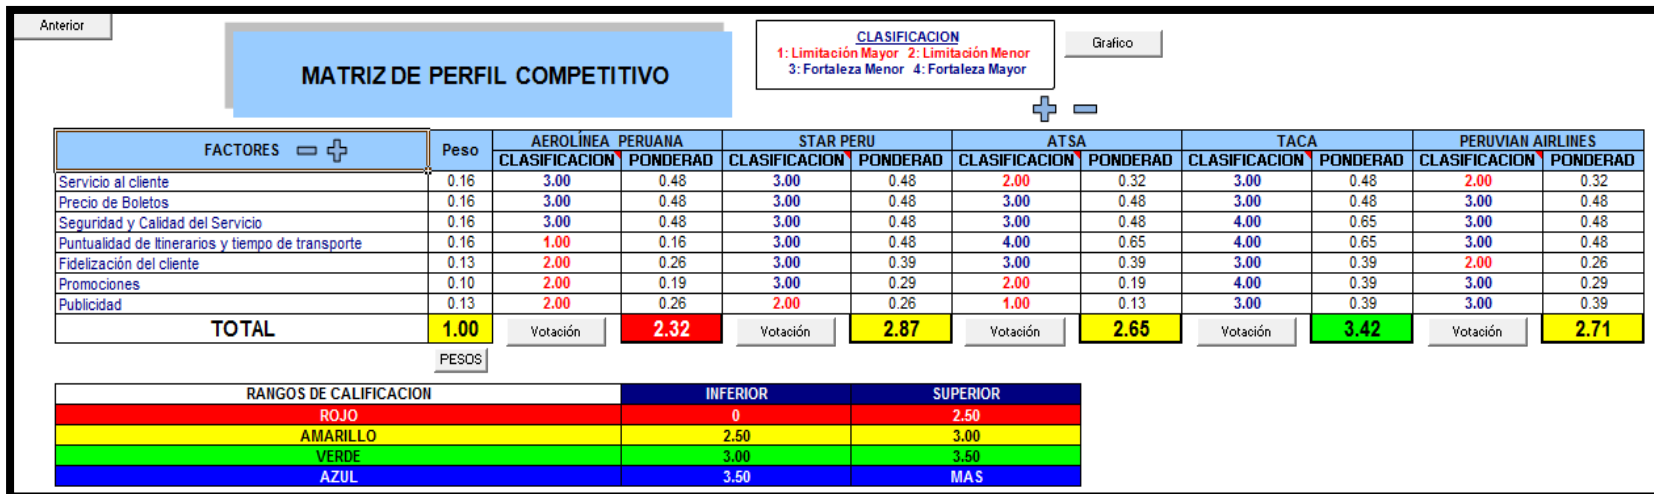 Anterior
CLASIFICACION
1: Limitación Mayor 2: Limitación Menor
3: Fortaleza Menor 4: Fortaleza Mayor
Grafico
MATRIZ DE PERFIL COMPETITIVO
FACTORES Peso AEROLÍNEA PERUANA STAR PERU ATSA TACA PERUVIAN AIRLINES
CLASIFICACION PONDERAD CLASIFICACION PONDERAD CLASIFICACION PONDERAD CLASIFICACION PONDERAD CLASIFICACION PONDERAD
Servicio al cliente 0.16 3.00 0.48 3.00 0.48 2.00 0.32 3.00 0.48 2.00 0.32
Precio de Boletos 0.16 3.00 0.48 3.00 0.48 3.00 0.48 3.00 0.48 3.00 0.48
Seguridad y Calidad del Servicio 0.16 3.00 0.48 3.00 0.48 3.00 0.48 4.00 0.65 3.00 0.48
Puntualidad de Itinerarios y tiempo de transporte 0.16 1.00 0.16 3.00 0.48 4.00 0.65 4.00 0.65 3.00 0.48
Fidelización del cliente 0.13 2.00 0.26 3.00 0.39 3.00 0.39 3.00 0.39 2.00 0.26
Promociones 0.10 2.00 0.19 3.00 0.29 2.00 0.19 4.00 0.39 3.00 0.29
Publicidad 0.13 2.00 0.26 2.00 0.26 1.00 0.13 3.00 0.39 3.00 0.39
TOTAL 1.00 Votación 2.32 Votación 2.87 Votación 2.65 Votación 3.42 Votación 2.71
PESOS
RANGOS DE CALIFICACION INFERIOR SUPERIOR
ROJO 0 2.50
AMARILLO 2.50 3.00
VERDE 3.00 3.50
AZUL 3.50 MAS